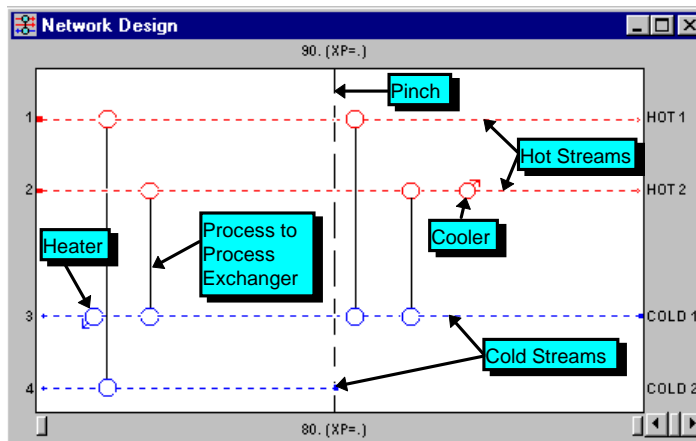 Network Design
90. (XP=.)
Pinch
1
HOT 1
Hot Streams
2
HOT 2
Process to
Process
Exchanger
Cooler
Heater
3
COLD 1
Cold Streams
4
COLD 2
80. (XP=.)